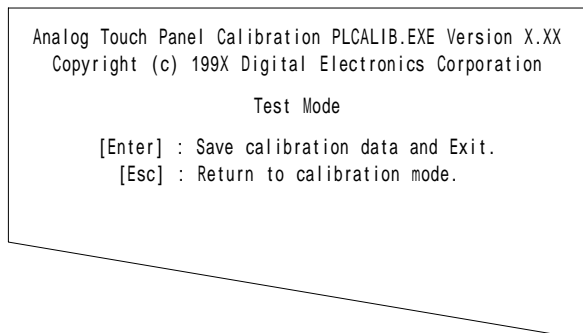 Analog Touch Panel Calibration PLCALIB.EXE Version X.XX
Copyright (c) 199X Digital Electronics Corporation
Test Mode
[Enter] : Save calibration data and Exit.
[Esc] : Return to calibration mode.